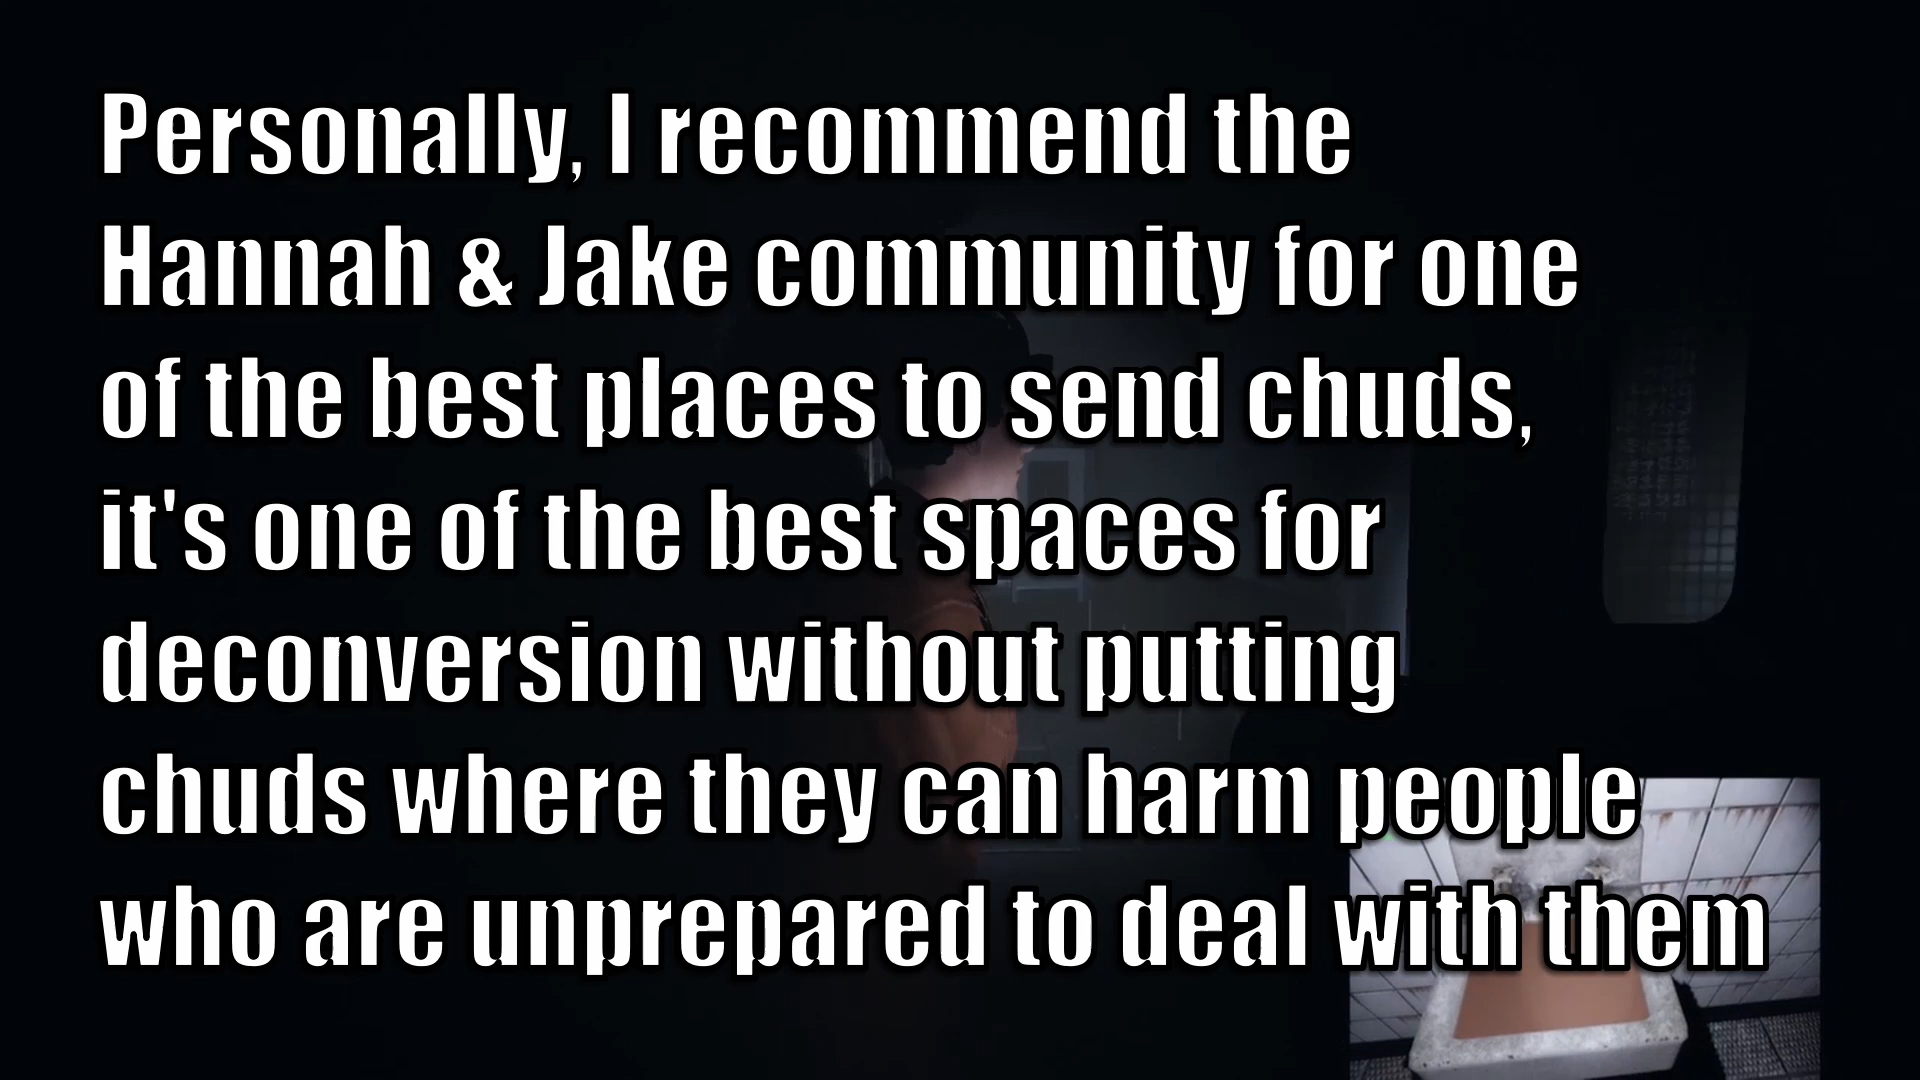 Personally, I recommend the
Hannah & Jake community for one
of the best places to send chuds,
it's one of the best spaces for
deconversion without putting
chuds where they can harm people
who are unprepared to deal with them